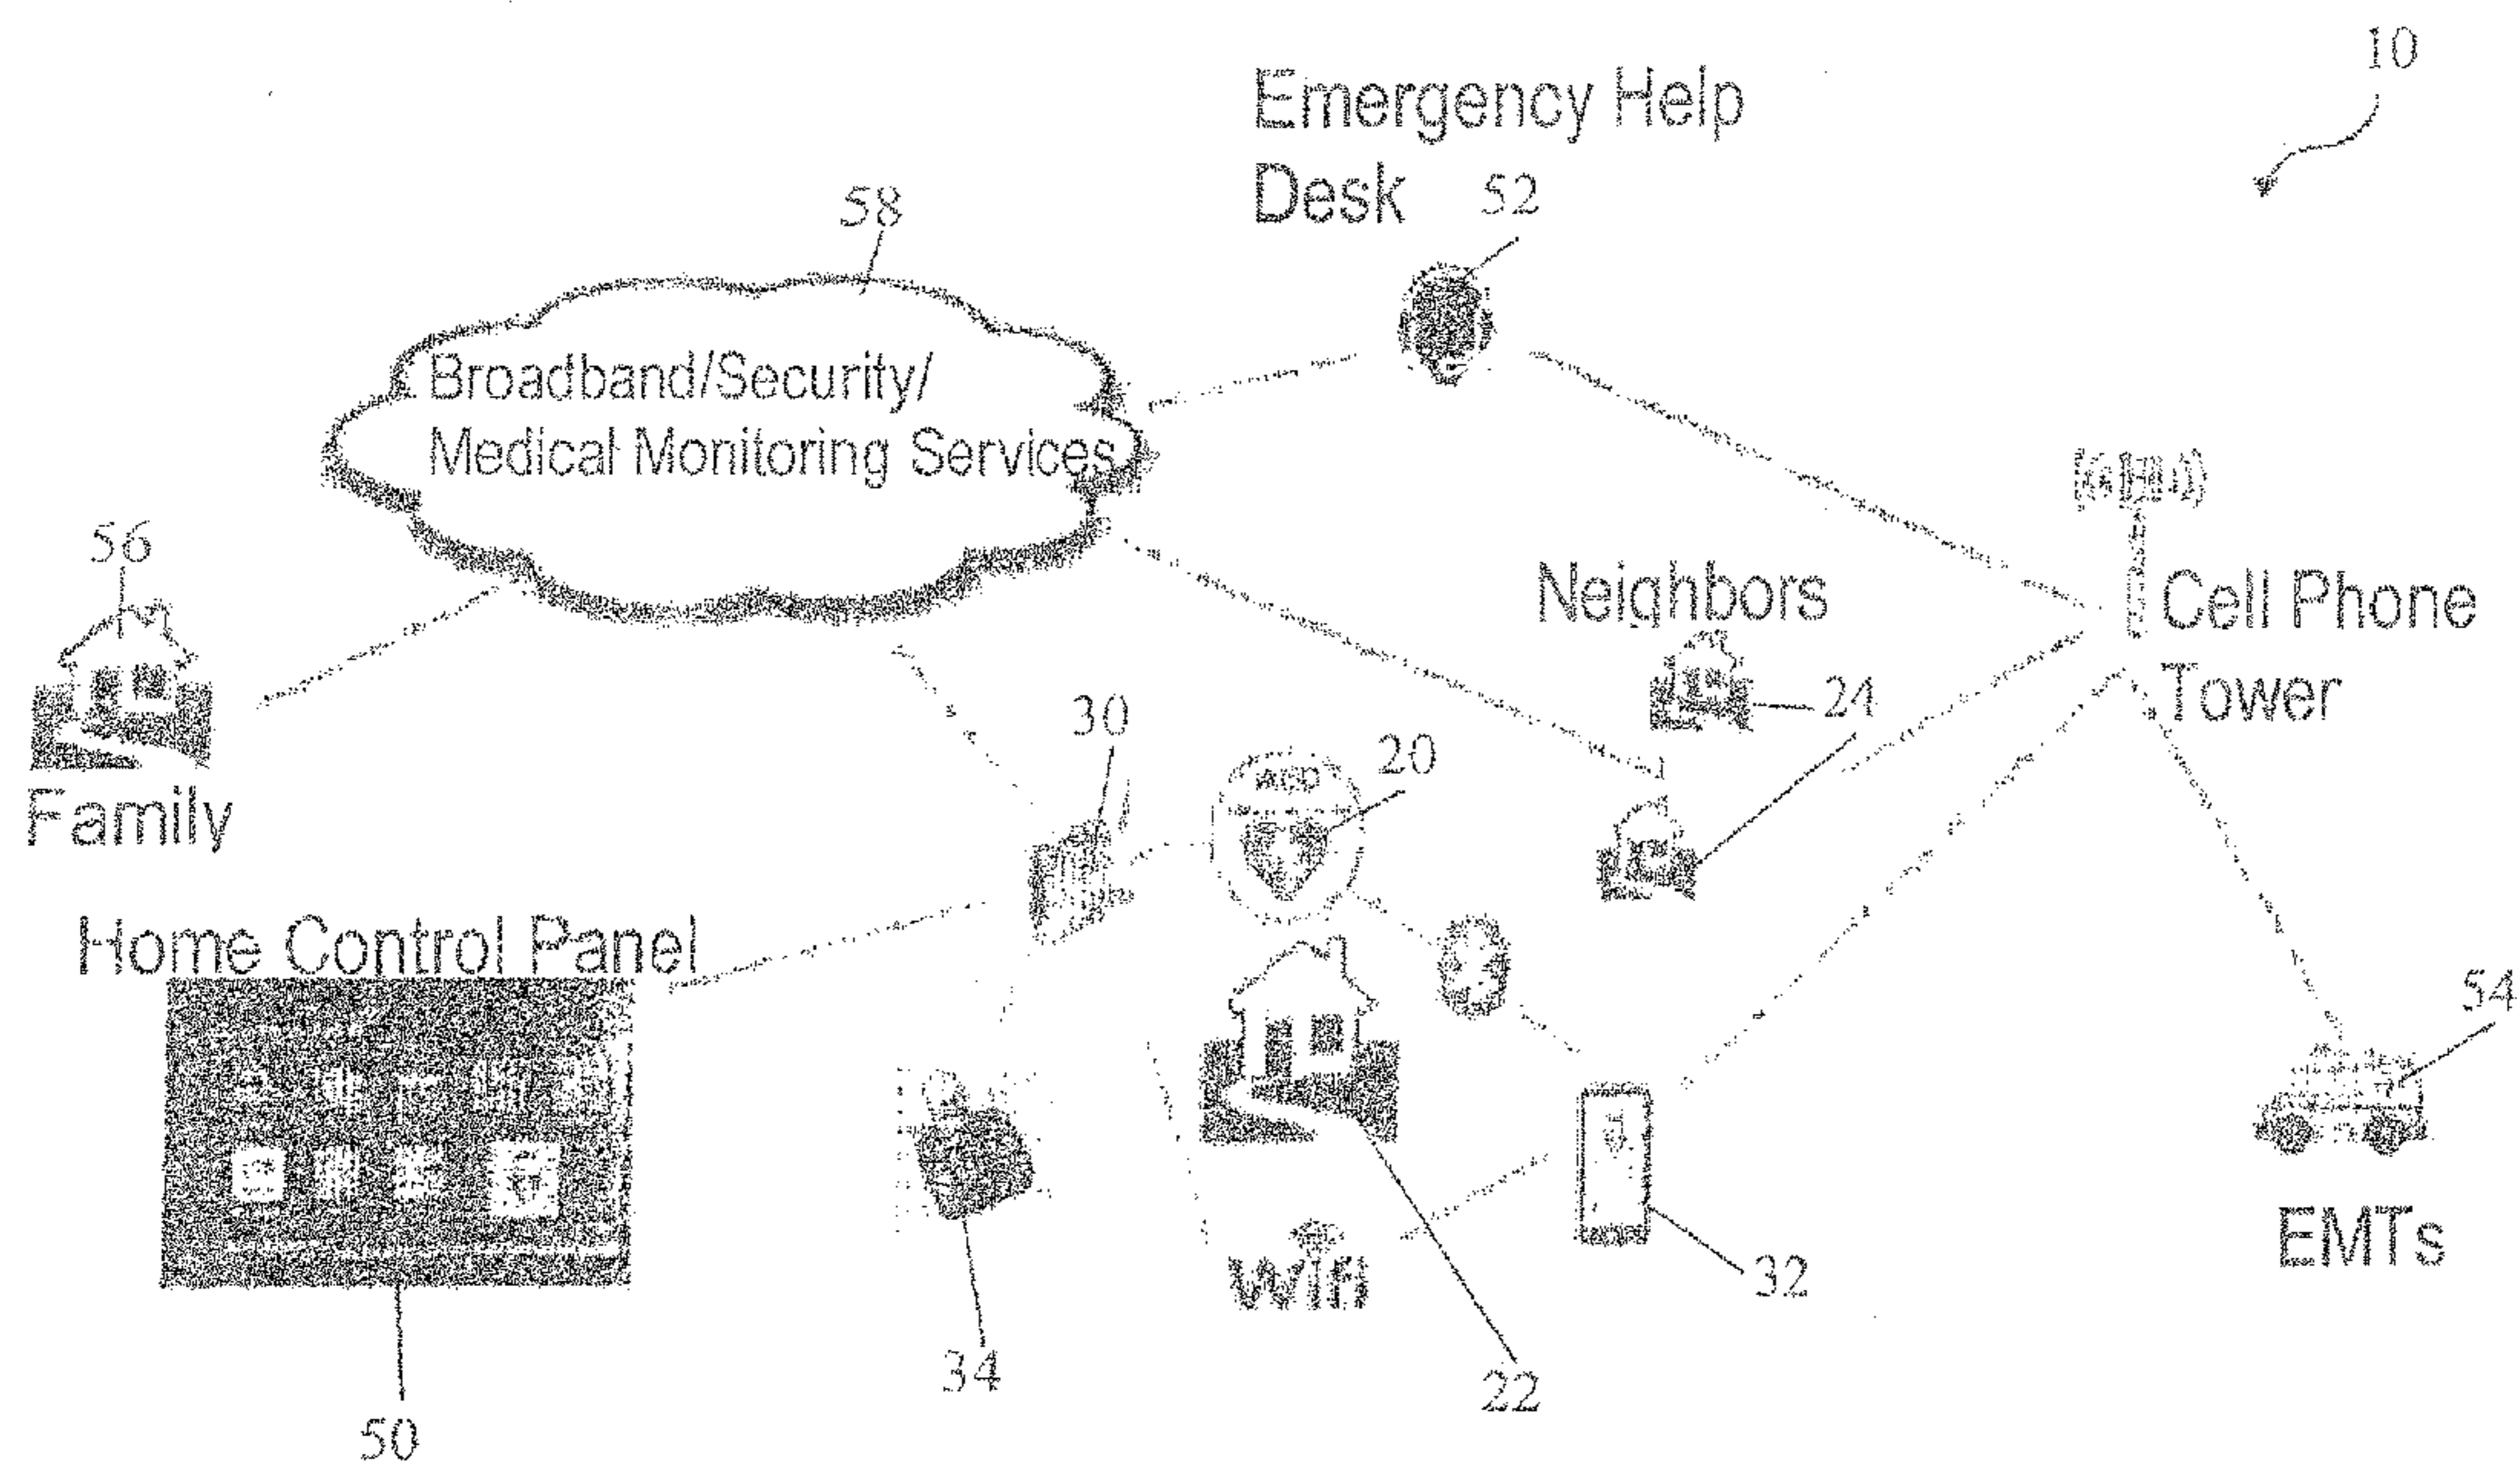 10
Emergency Help
Desk 52
58
Broadband/Security/
Medical Monitoring Services
56
Neighbors
Cell Phone
Tower
24
30
20
Family
Home Control Panel
54
EMTs
Wifi
32
34
22
50